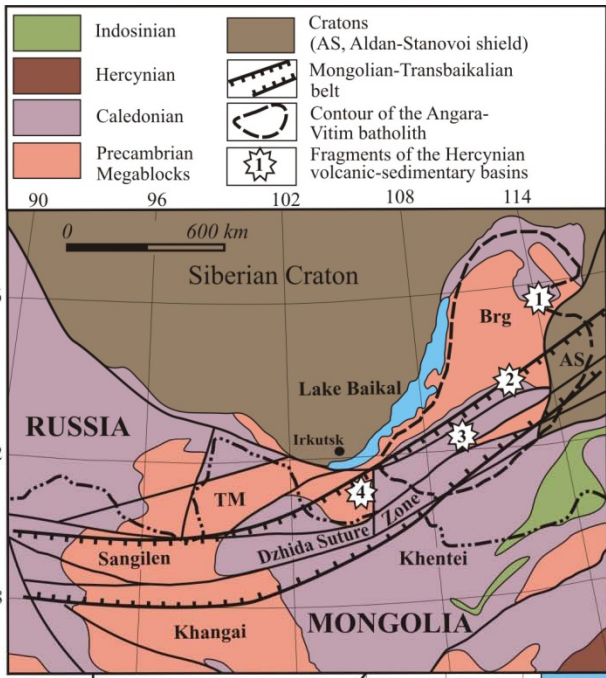 Indosinian
Hercynian
Caledonian
Precambrian
Megablocks
Cratons
(AS, Aldan-Stanovoi shield)
Mongolian-Transbaikalian
belt
Contour of the Angara-
Vitim batholith
1
Fragments of the Hercynian
volcanic-sedimentary basins
90
96
102
108
114
0
600 km
Siberian Craton
1
Brg
AS
2
Lake Baikal
RUSSIA
Irkutsk
3
2
TM
4
Dzhida Suture Zone
Sangilen
Khentei
8
Khangai
MONGOLIA